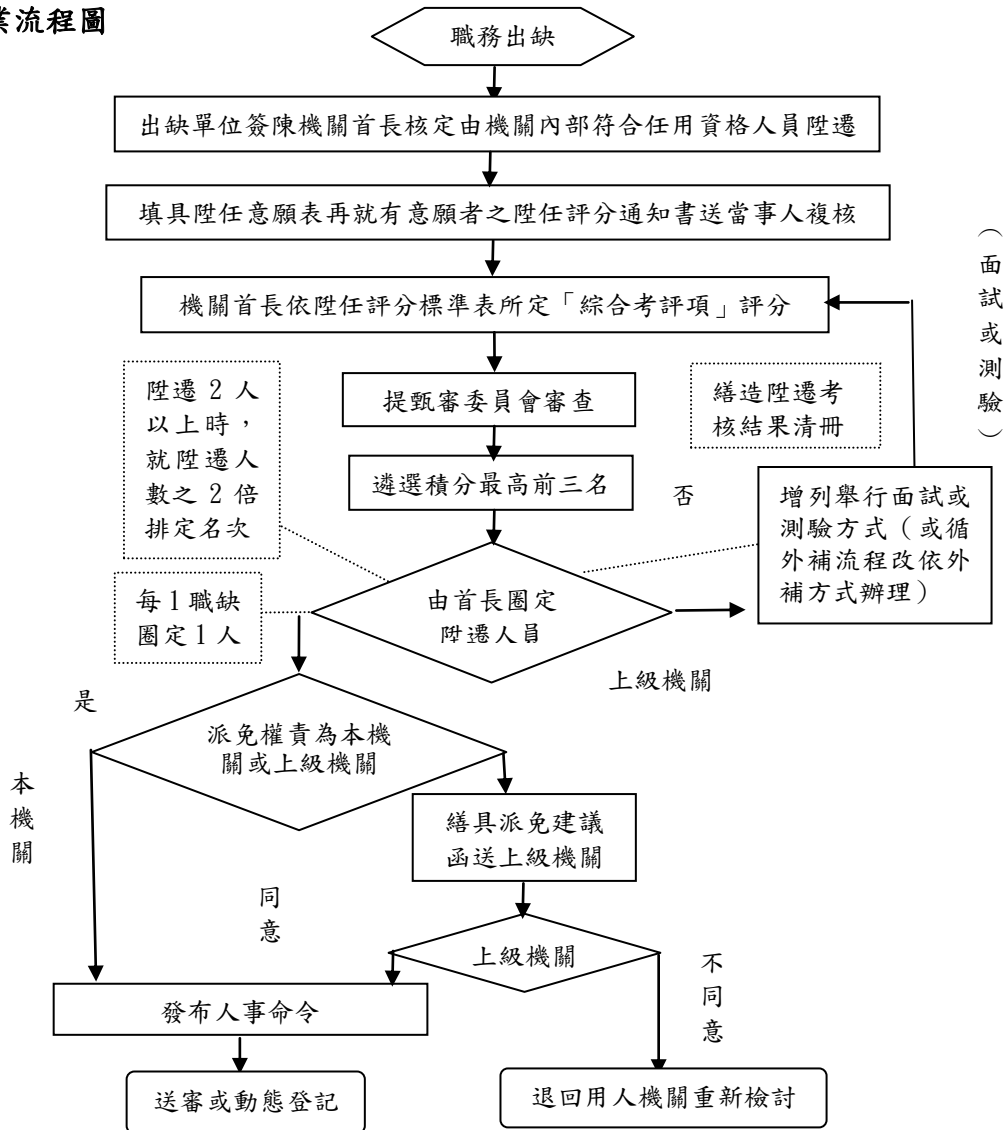 業流程圖
職務出缺
出缺單位簽陳機關首長核定由機關內部符合任用資格人員陞遷
填具陞任意願表再就有意願者之陞任評分通知書送當事人複核
（面試或測驗）
機關首長依陞任評分標準表所定「綜合考評項」評分
陞遷 2 人
以上時，
就陞遷人
數之 2 倍
排定名次
提甄審委員會審查
繕造陞遷考
核結果清冊
遴選積分最高前三名
否
增列舉行面試或
測驗方式（或循
外補流程改依外
補方式辦理）
每 1 職缺
圈定 1 人
由首長圈定
陞遷人員
上級機關
是
派免權責為本機
關或上級機關
本機關
繕具派免建議
函送上級機關
同意
上級機關
不同意
發布人事命令
送審或動態登記
退回用人機關重新檢討